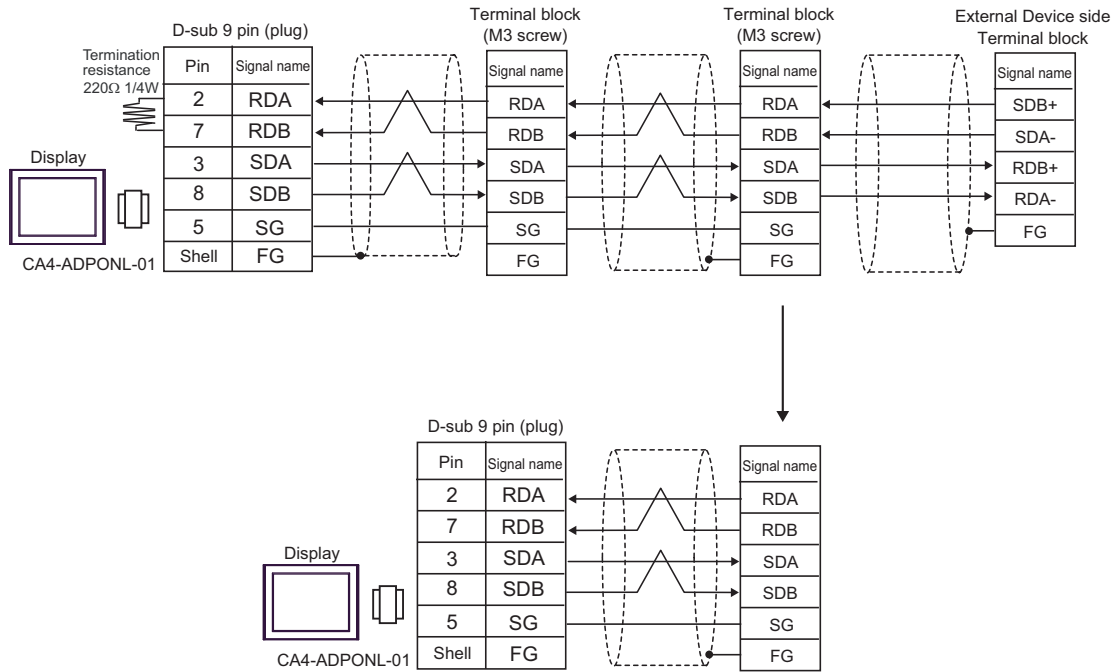 Terminal block
(M3 screw)
Terminal block
(M3 screw)
External Device side
Terminal block
D-sub 9 pin (plug)
Termination
resistance
220Ω 1/4W
Pin Signal name
2 RDA
7 RDB
3 SDA
8 SDB
5 SG
Shell FG
Display
CA4-ADPONL-01
Signal name
RDA
RDB
SDA
SDB
SG
FG
Signal name
RDA
RDB
SDA
SDB
SG
FG
Signal name
SDB+
SDA-
RDB+
RDA-
FG
D-sub 9 pin (plug)
Pin Signal name
2 RDA
7 RDB
3 SDA
8 SDB
5 SG
Shell FG
Display
CA4-ADPONL-01
Signal name
RDA
RDB
SDA
SDB
SG
FG